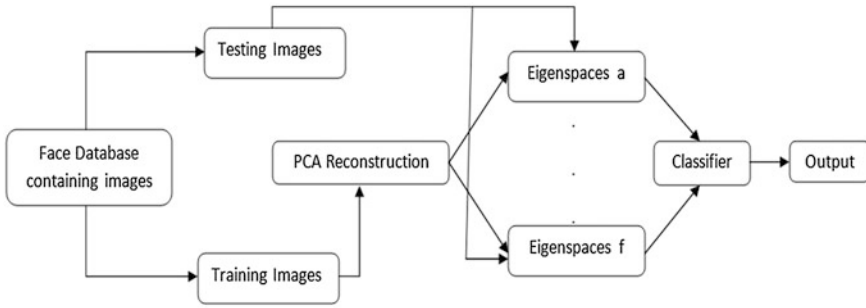 Testing Images
Eigenspaces a
Face Database
containing images
PCA Reconstruction
Classifier
Output
Training Images
Eigenspaces f